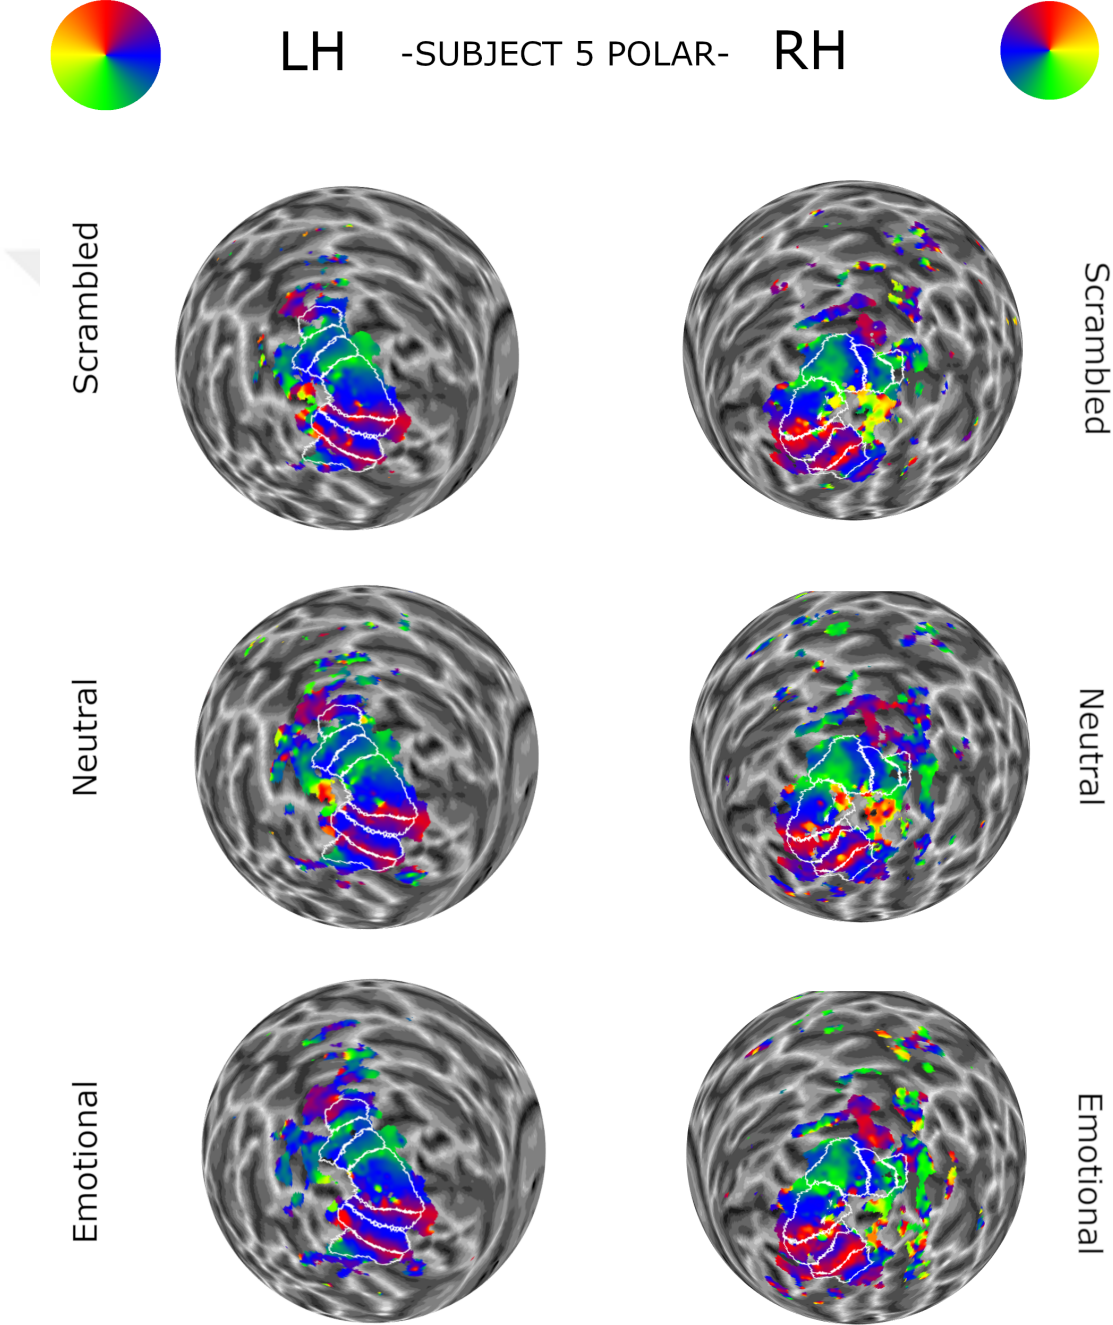 LH -SUBJECT 5 POLAR- RH
Scrambled
Scrambled
Neutral
Neutral
Emotional
Emotional